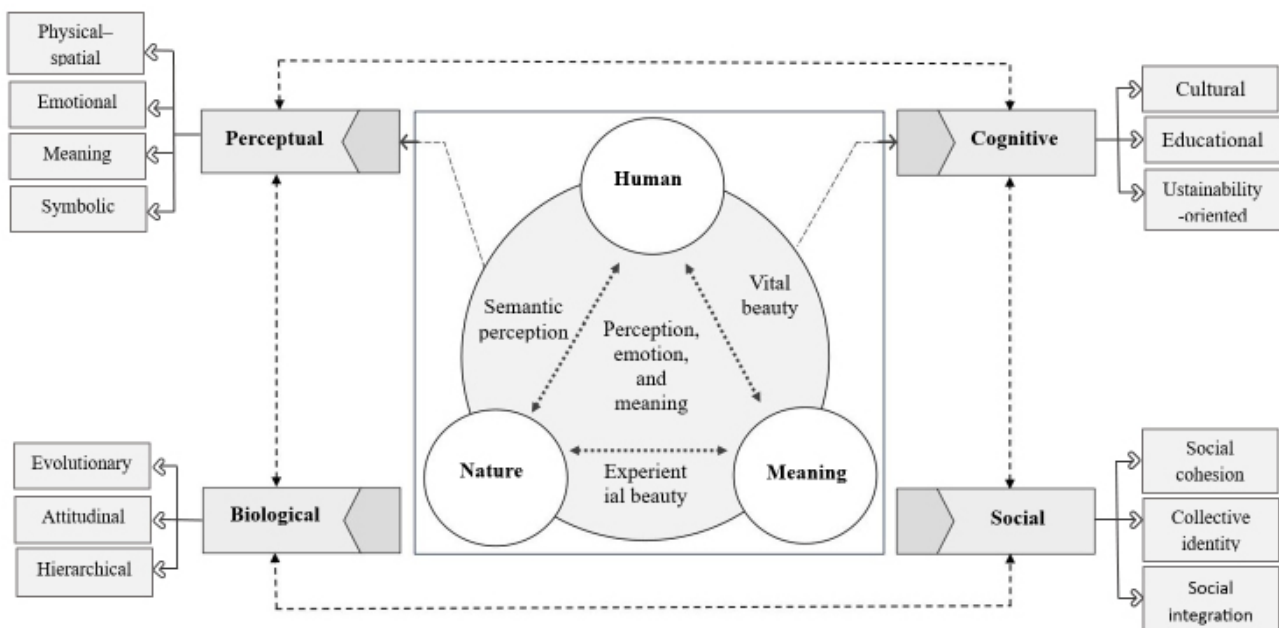 Physical–
spatial
Emotional
Meaning
Symbolic
Perceptual
Cognitive
Cultural
Educational
Ustainability
-oriented
Human
Semantic
perception
Vital
beauty
Perception,
emotion,
and
meaning
Nature
Experient
ial beauty
Meaning
Evolutionary
Attitudinal
Hierarchical
Biological
Social
Social
cohesion
Collective
identity
Social
integration